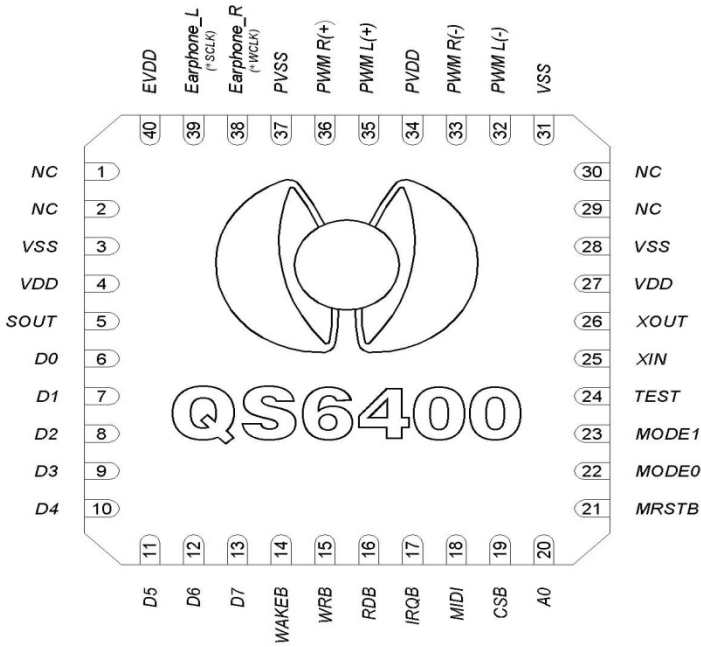 EVDD
Earphone_L
(*SCLK)
Earphone_R
(*WCLK)
PVSS
PWM R(+)
PWM L(+)
PVDD
PWM R(-)
PWM L(-)
VSS
40 39 38 37 36 35 34 33 32 31
NC 1
NC 2
VSS 3
VDD 4
SOUT 5
D0 6
D1 7
D2 8
D3 9
D4 10
30 NC
29 NC
28 VSS
27 VDD
26 XOUT
25 XIN
24 TEST
23 MODE1
22 MODE0
21 MRSTB
QS6400
11 12 13 14 15 16 17 18 19 20
D5
D6
D7
WAKEB
WRB
RDB
IRQB
MIDI
CSB
A0